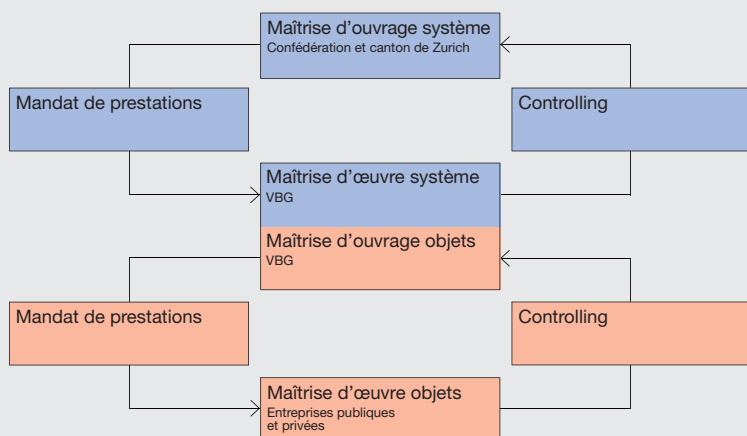 Maîtrise d'ouvrage système
Confédération et canton de Zurich
Mandat de prestations
Controlling
Maîtrise d'œuvre système
VBG
Maîtrise d'ouvrage objets
VBG
Mandat de prestations
Controlling
Maîtrise d'œuvre objets
Entreprises publiques
et privées